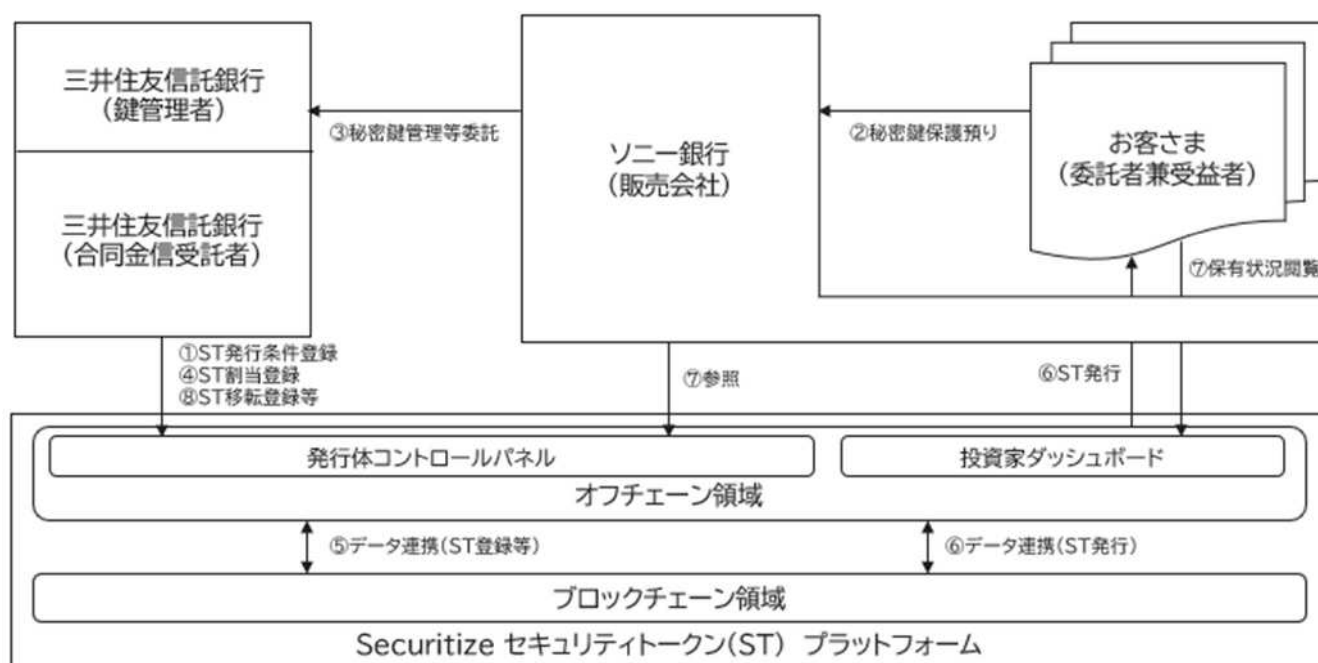 三井住友信託銀行
（鍵管理者）
③秘密鍵管理等委託
ソニー銀行
（販売会社）
②秘密鍵保護預り
お客さま
（委託者兼受益者）
三井住友信託銀行
（合同金信受託者）
⑦保有状況閲覧
①ST発行条件登録
④ST割当登録
⑧ST移転登録等
⑦参照
⑥ST発行
発行体コントロールパネル
投資家ダッシュボード
オフチェーン領域
⑤データ連携(ST登録等)
⑥データ連携(ST発行)
ブロックチェーン領域
Securitize セキュリティトークン(ST) プラットフォーム